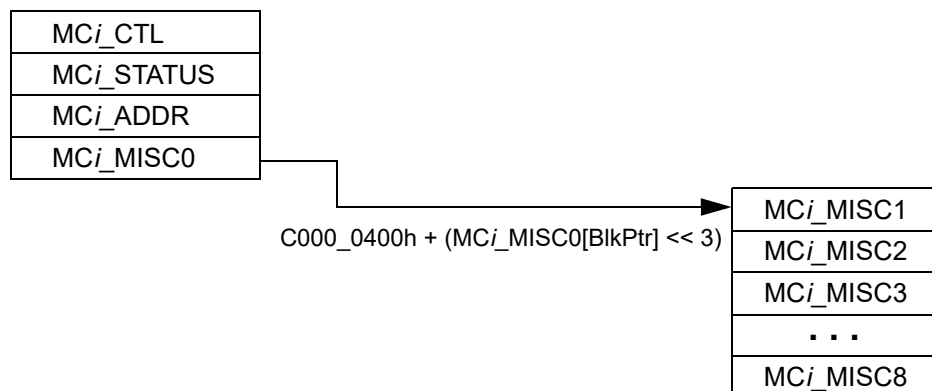 MCi_CTL
MCi_STATUS
MCi_ADDR
MCi_MISC0
C000_0400h + (MCi_MISC0[BlkPtr] << 3)
MCi_MISC1
MCi_MISC2
MCi_MISC3
. . .
MCi_MISC8